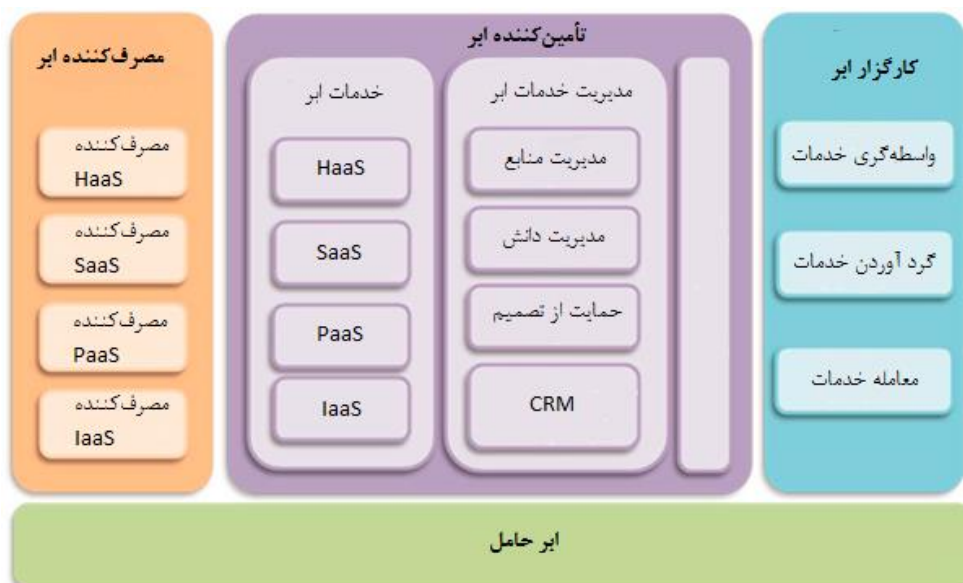 مصرف‌کننده ابر
مصرف‌کننده
HaaS
مصرف‌کننده
SaaS
مصرف‌کننده
PaaS
مصرف‌کننده
IaaS
تأمین‌کننده ابر
خدمات ابر
HaaS
SaaS
PaaS
IaaS
مدیریت خدمات ابر
مدیریت منابع
مدیریت دانش
حمایت از تصمیم
CRM
کارگزار ابر
واسطه‌گری خدمات
گرد آوردن خدمات
معامله خدمات
ابر حامل